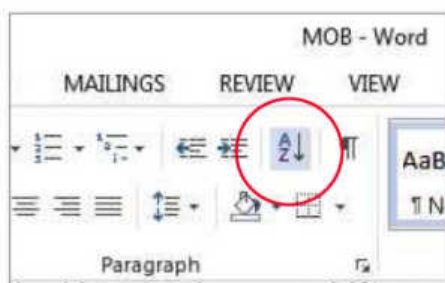 MOB - Word
MAILINGS REVIEW VIEW
A
Z
¶
AaB
¶ N
Paragraph